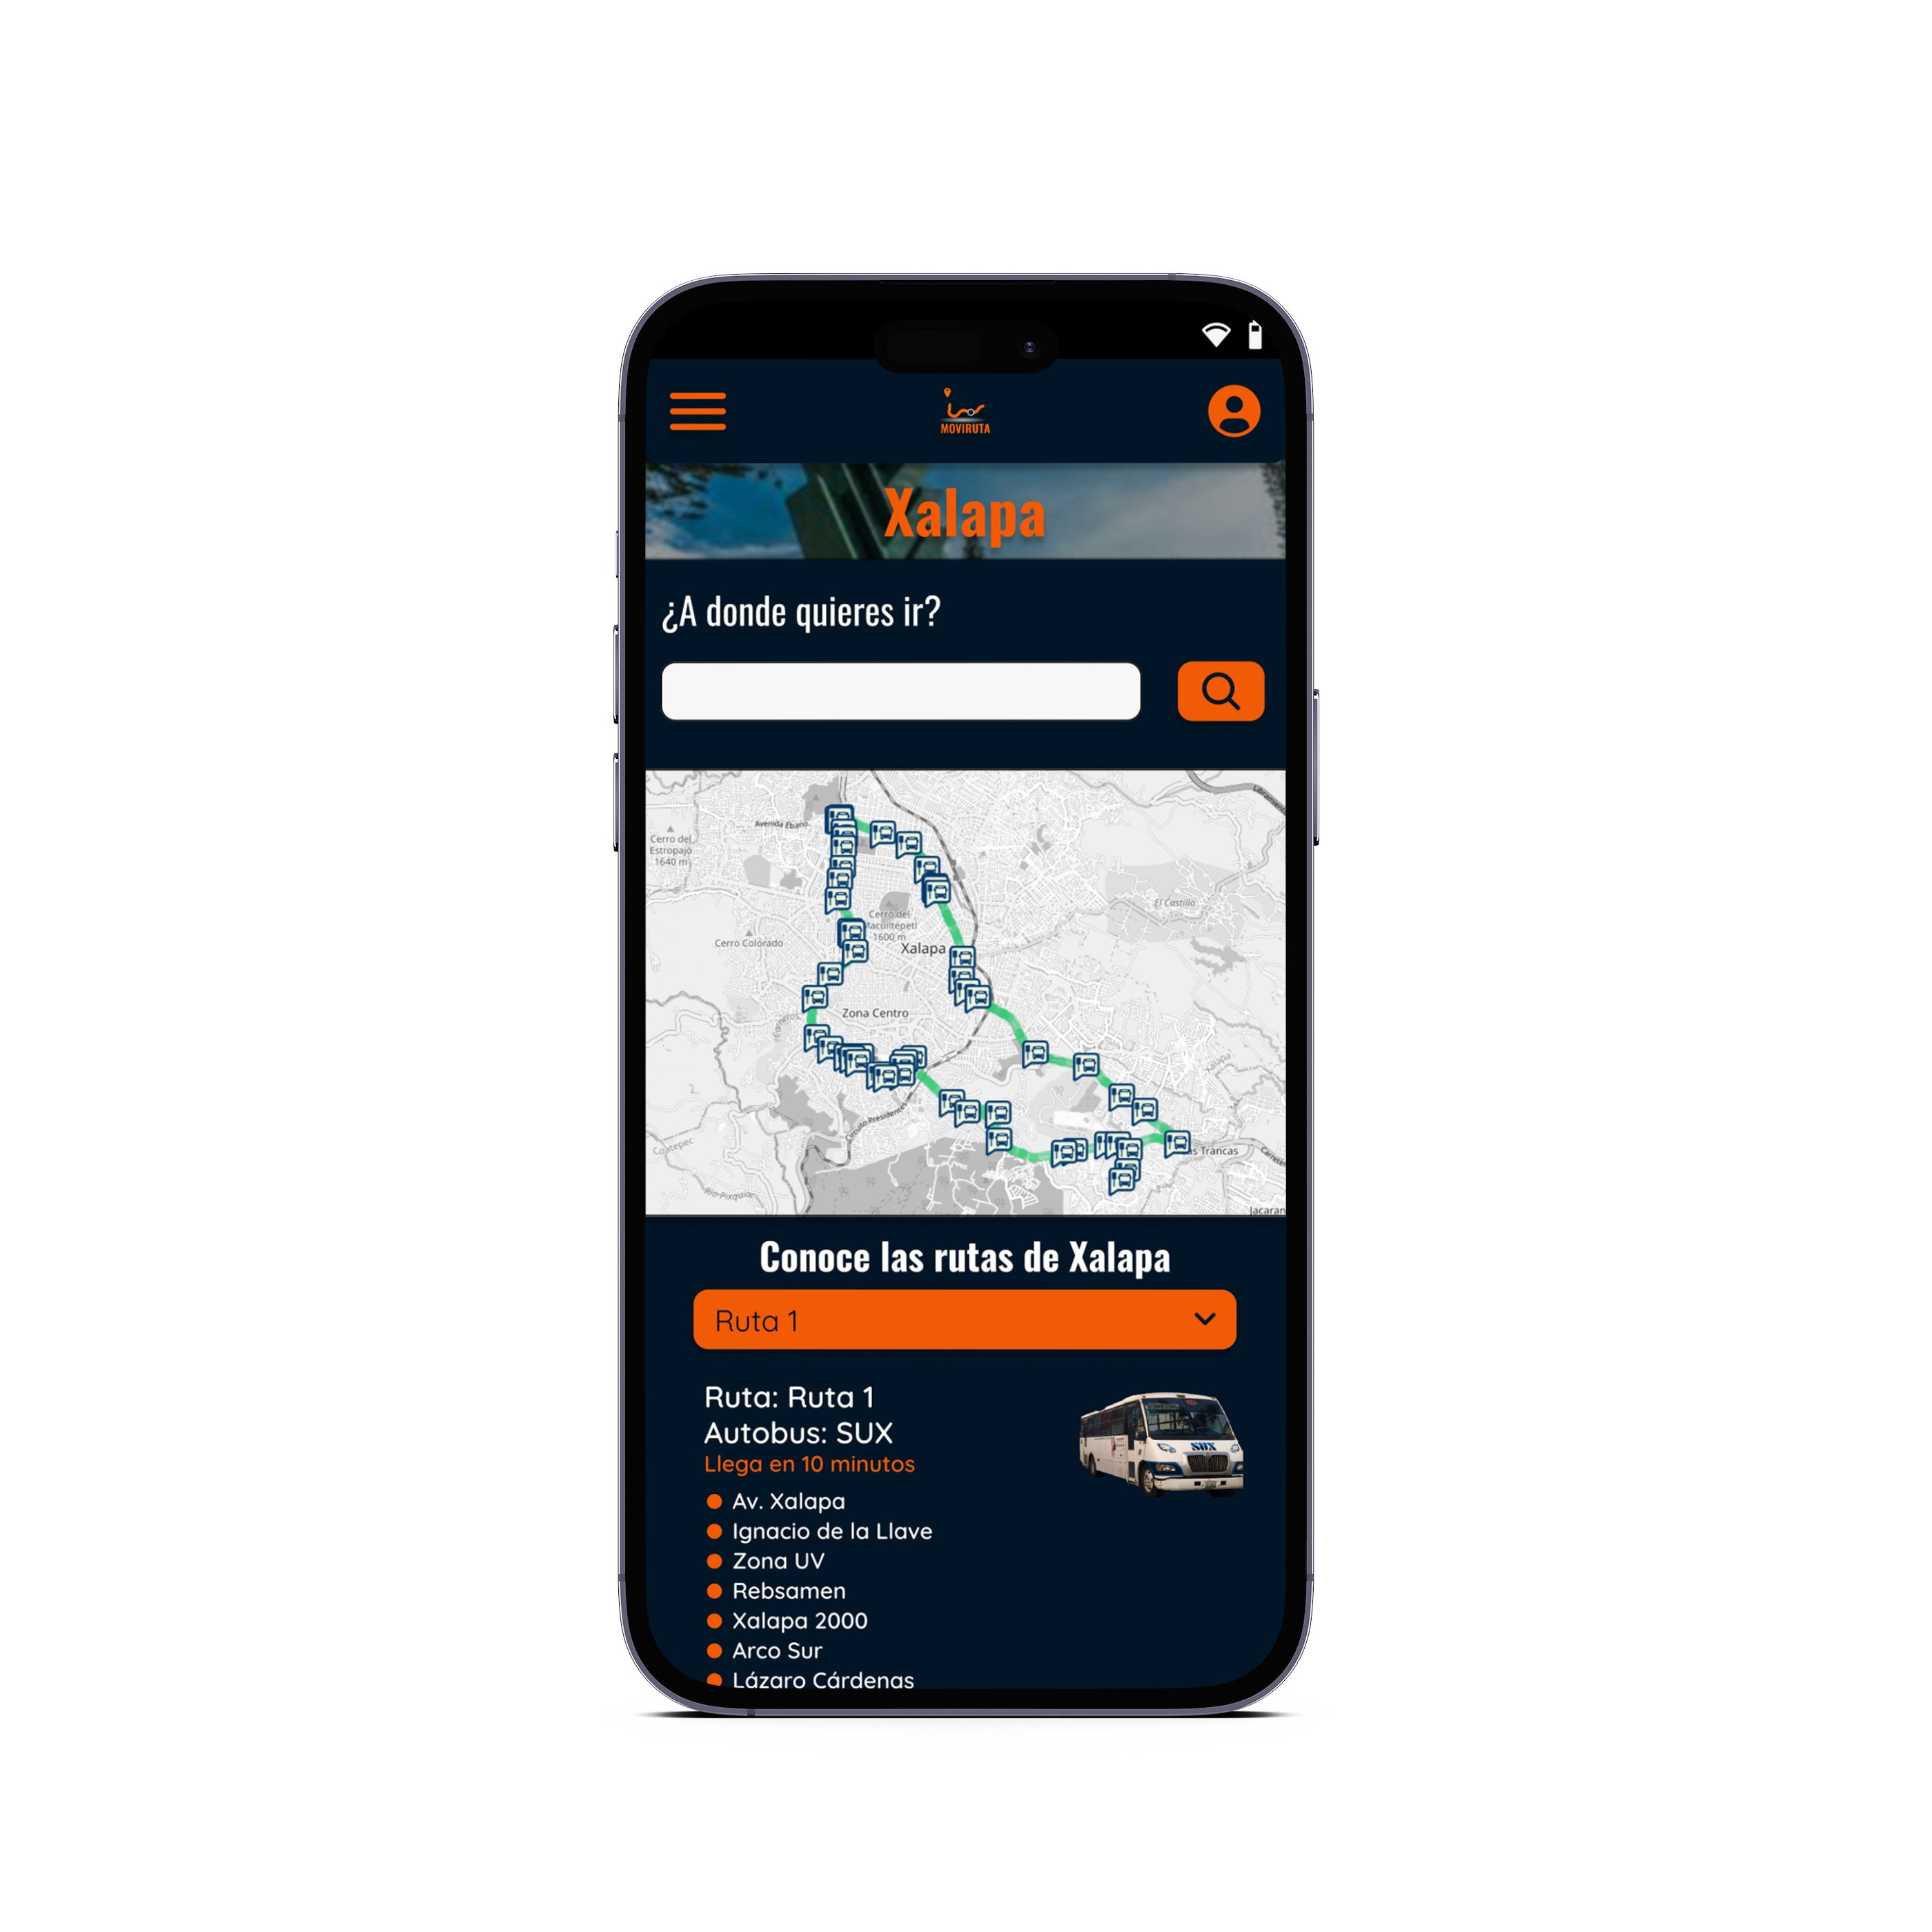 MOVIRUTA
Xalapa
¿A donde quieres ir?
Avenida Ébano
Cerro del
Estropajo
1640 m
Cerro Colorado
Cerro del
Macuiltépetl
1600 m
Xalapa
El Castillo
Zona Centro
Carneros
Xalapa
Circuito Presidentes
Coatepec
s Trancas
Río-Pixquiac
Jacaran
Conoce las rutas de Xalapa
Ruta 1
Ruta: Ruta 1
Autobus: SUX
Llega en 10 minutos
SUX
Av. Xalapa
Ignacio de la Llave
Zona UV
Rebsamen
Xalapa 2000
Arco Sur
Lázaro Cárdenas